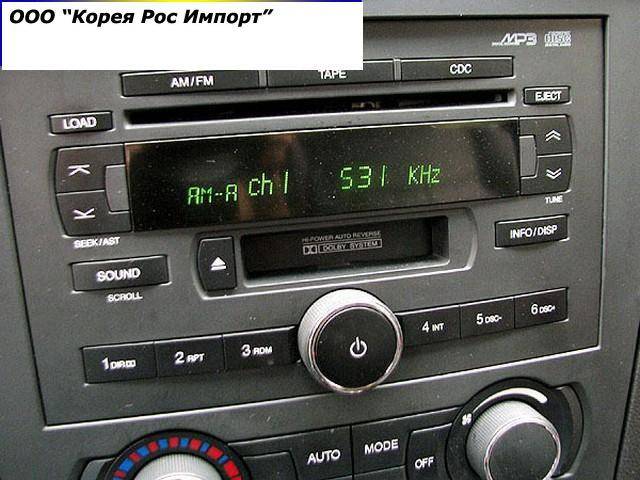 ООО “Корея Рос Импорт”
MP3
AM/FM
TAPE
CDC
LOAD
EJECT
AM-A ch1 531 KHz
TUNE
SEEK/AST
HI-POWER AUTO REVERSE
DOLBY SYSTEM
INFO/DISP
SOUND
SCROLL
1 DIR
2 RPT
3 RDM
4 INT
5 DISC-
6 DISC+
AUTO
MODE
OFF